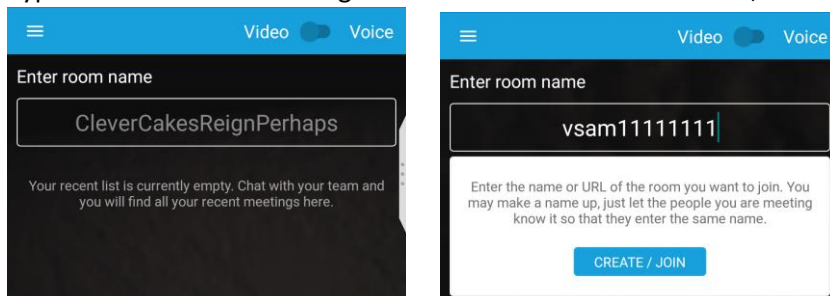 Video Voice
Enter room name
CleverCakesReignPerhaps
Your recent list is currently empty. Chat with your team and
you will find all your recent meetings here.
Video Voice
Enter room name
vsam11111111
Enter the name or URL of the room you want to join. You
may make a name up, just let the people you are meeting
know it so that they enter the same name.
CREATE / JOIN